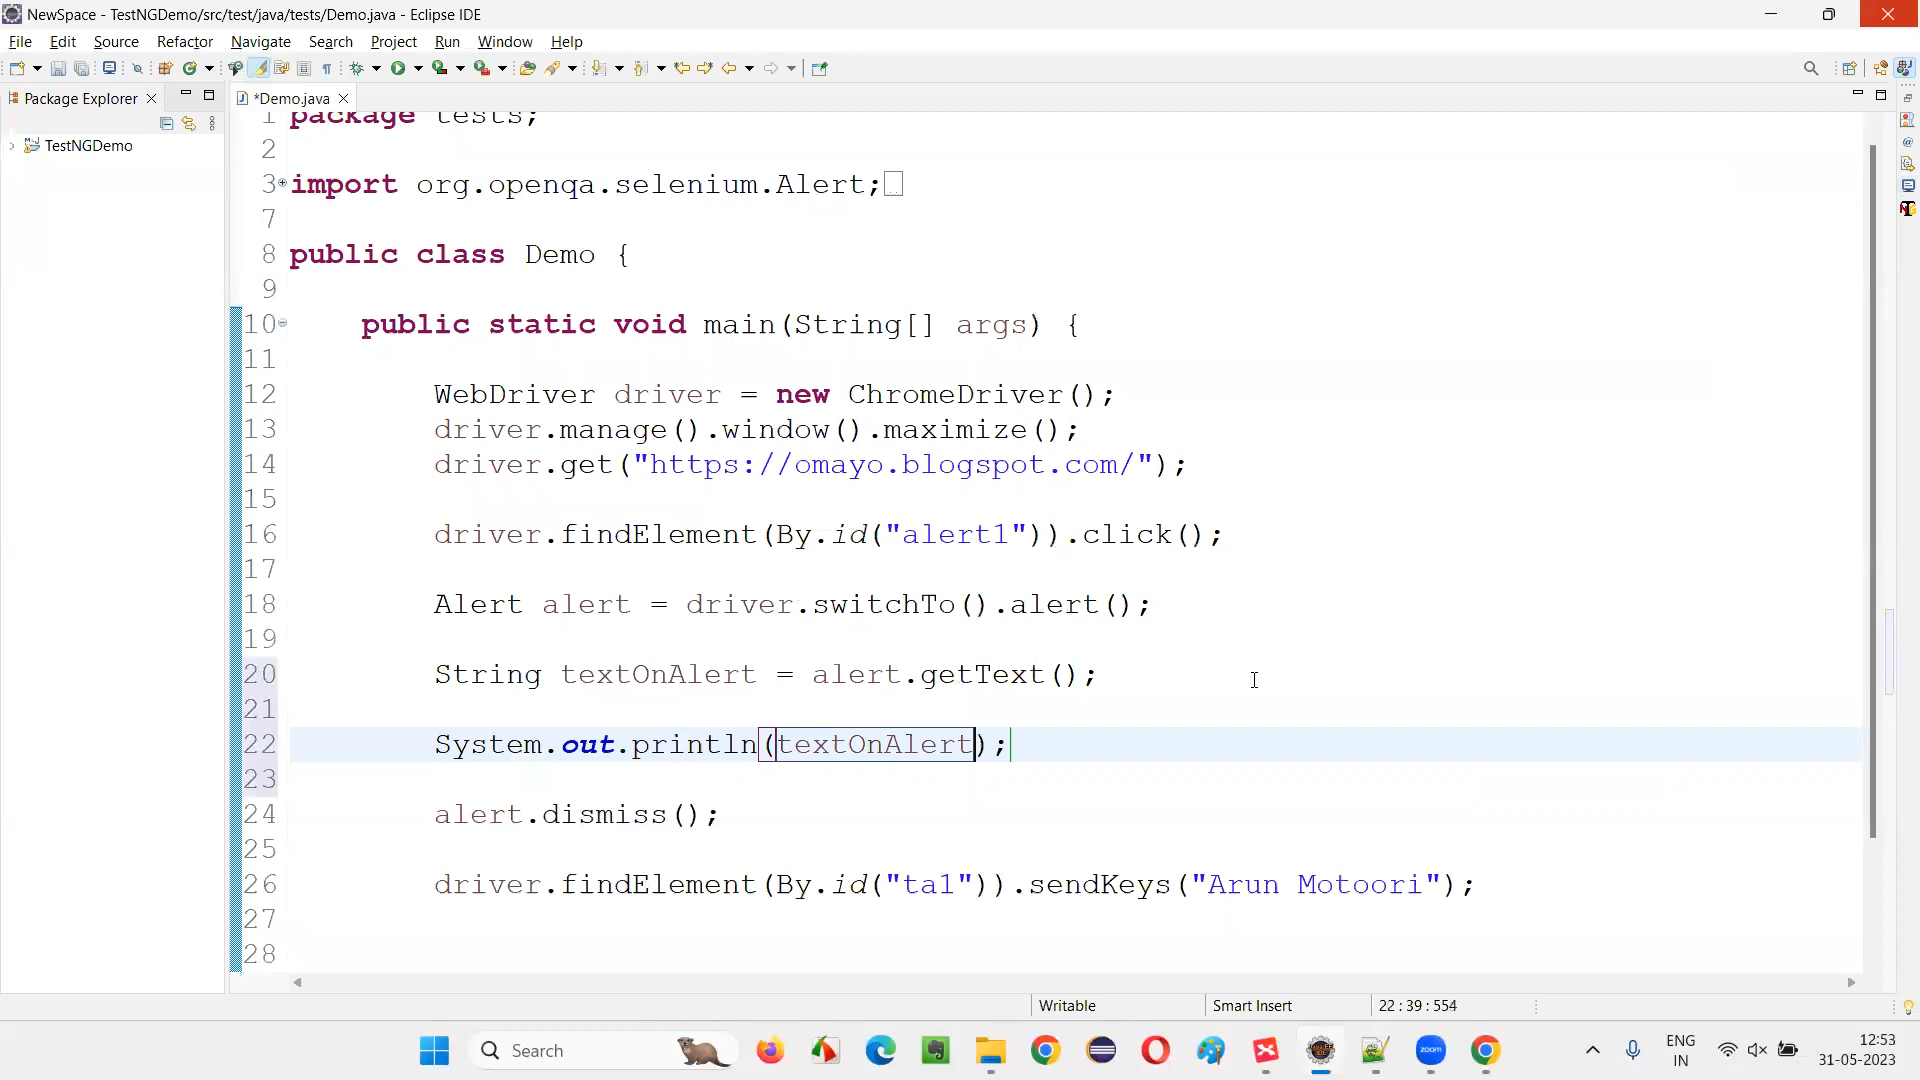 NewSpace - TestNGDemo/src/test/java/tests/Demo.java - Eclipse IDE
File Edit Source Refactor Navigate Search Project Run Window Help
Package Explorer
*Demo.java
TestNGDemo
1 package tests;
2
3 import org.openqa.selenium.Alert;
7
8 public class Demo {
9
10 public static void main(String[] args) {
11
12 WebDriver driver = new ChromeDriver();
13 driver.manage().window().maximize();
14 driver.get("https://omayo.blogspot.com/");
15
16 driver.findElement(By.id("alert1")).click();
17
18 Alert alert = driver.switchTo().alert();
19
20 String textOnAlert = alert.getText();
21
22 System.out.println(textOnAlert);
23
24 alert.dismiss();
25
26 driver.findElement(By.id("ta1")).sendKeys("Arun Motoori");
27
28
Writable Smart Insert 22 : 39 : 554
Search
zoom
ENG
IN
12:53
31-05-2023